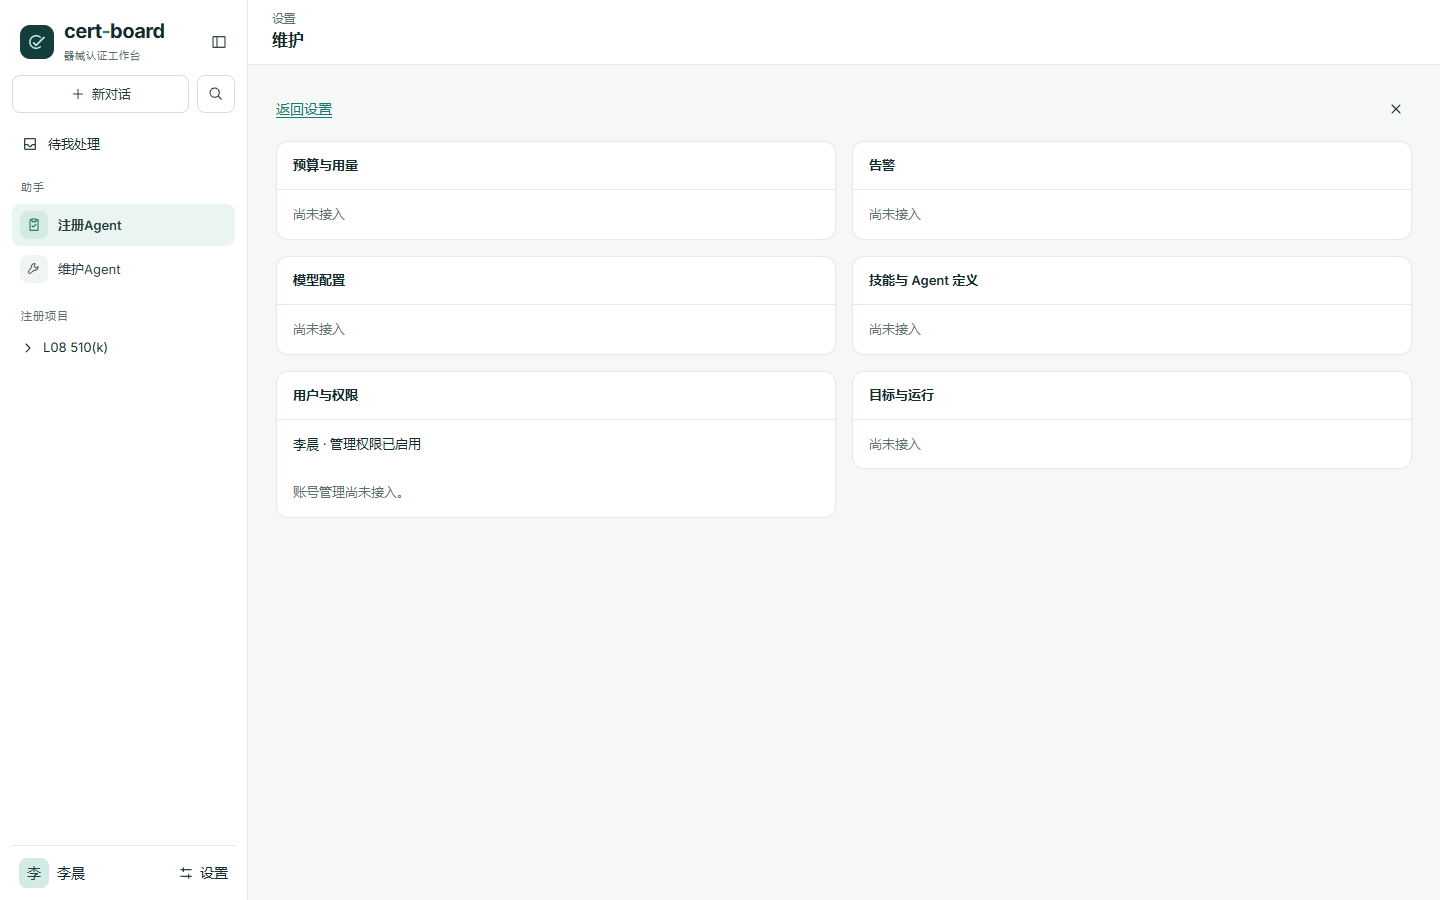 cert-board
器械认证工作台
新对话
待我处理
助手
注册Agent
维护Agent
注册项目
L08 510(k)
李 李晨
设置
设置
维护
返回设置
预算与用量
尚未接入
告警
尚未接入
模型配置
尚未接入
技能与 Agent 定义
尚未接入
用户与权限
李晨 · 管理权限已启用
账号管理尚未接入。
目标与运行
尚未接入